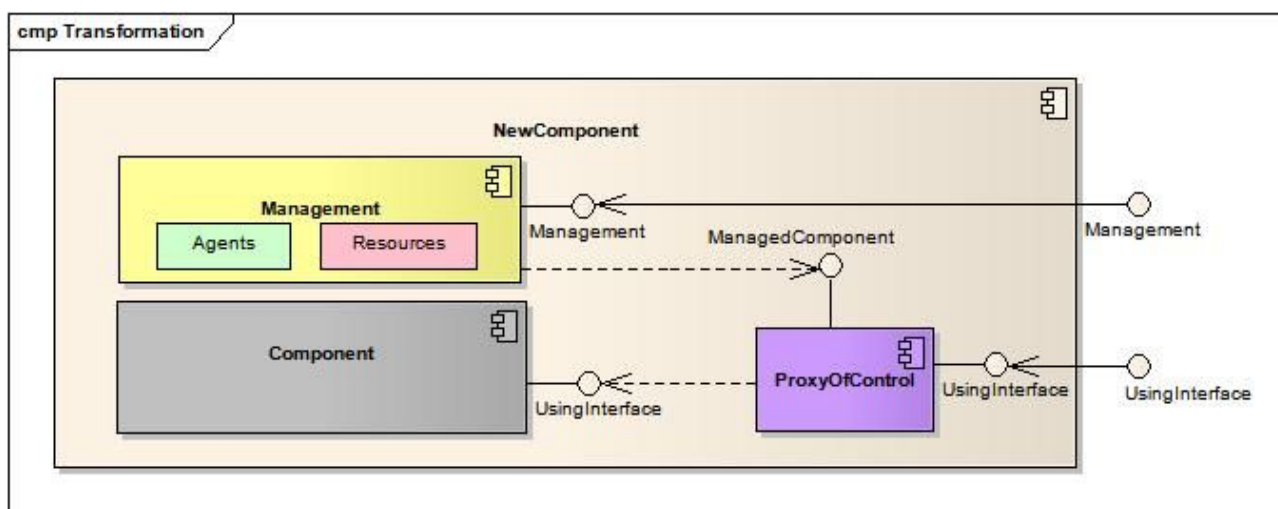 cmp Transformation
NewComponent
Management
Agents
Resources
Management
ManagedComponent
Management
Component
UsingInterface
ProxyOfControl
UsingInterface
UsingInterface